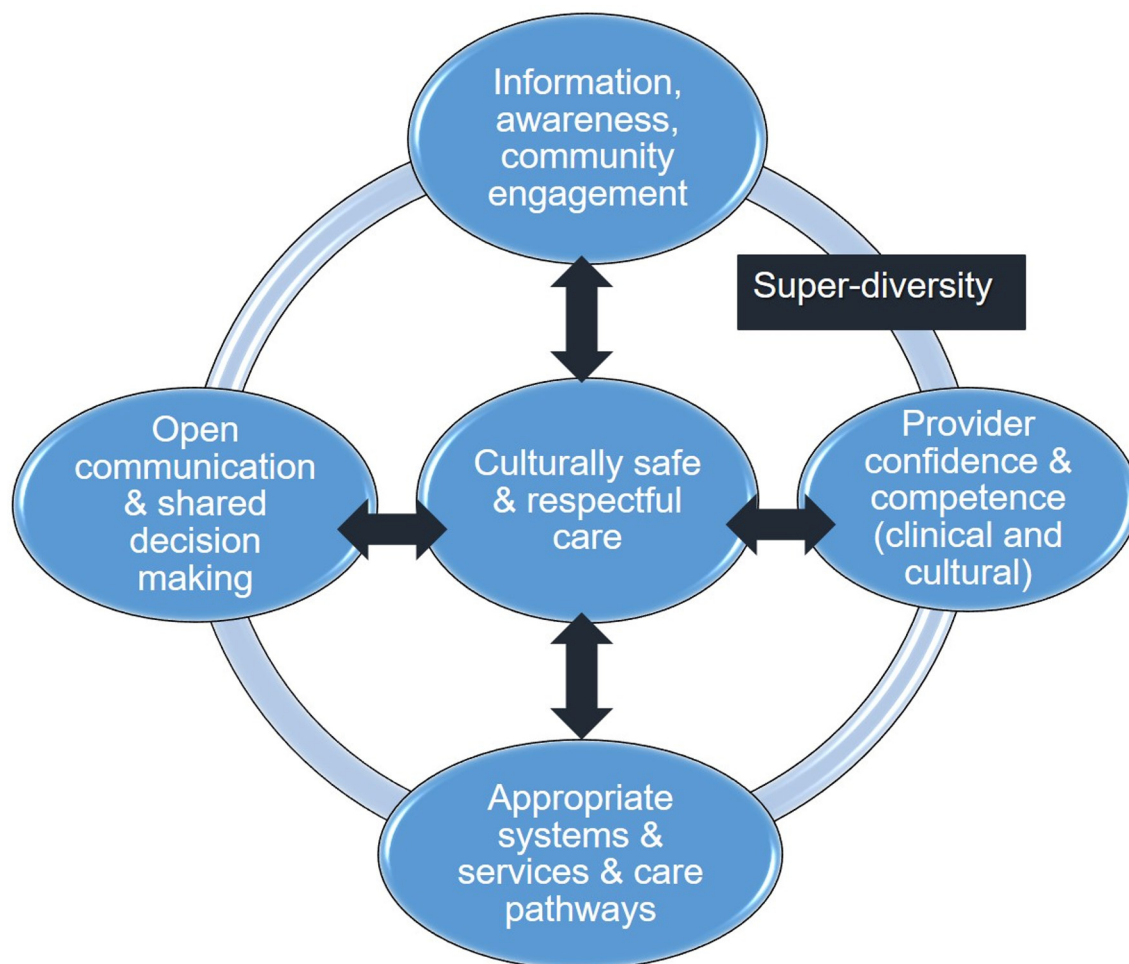 Information,
awareness,
community
engagement
Super-diversity
Open
communication
& shared
decision
making
Culturally safe
& respectful
care
Provider
confidence &
competence
(clinical and
cultural)
Appropriate
systems &
services & care
pathways